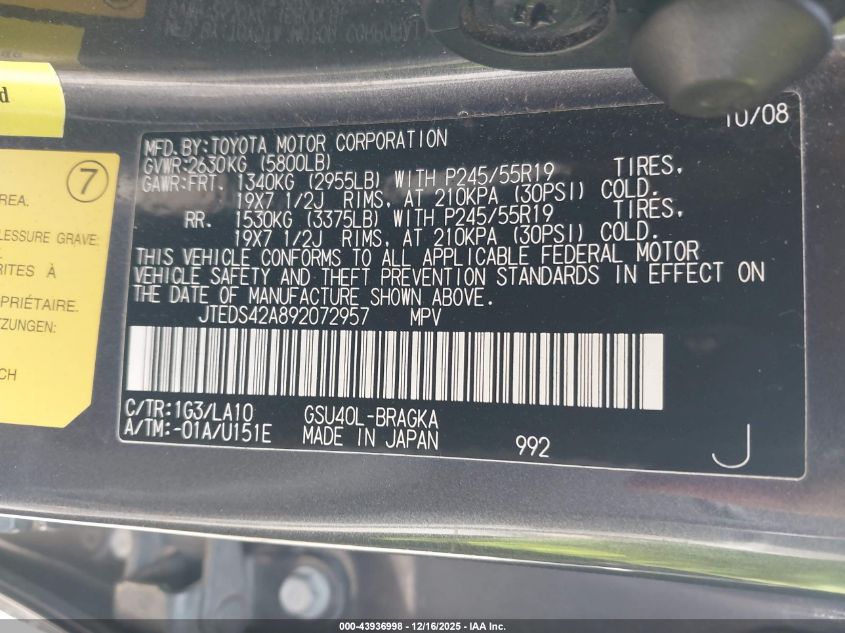 10/08
MFD.BY:TOYOTA MOTOR CORPORATION
GVWR:2630KG (5800LB)
GAWR:FRT. 1340KG (2955LB) WITH P245/55R19 TIRES,
19X7 1/2J RIMS, AT 210KPA (30PSI) COLD.
RR. 1530KG (3375LB) WITH P245/55R19 TIRES,
19X7 1/2J RIMS, AT 210KPA (30PSI) COLD.
THIS VEHICLE CONFORMS TO ALL APPLICABLE FEDERAL MOTOR
VEHICLE SAFETY AND THEFT PREVENTION STANDARDS IN EFFECT ON
THE DATE OF MANUFACTURE SHOWN ABOVE.
JTEDS42A892072957 MPV
C/TR:1G3/LA10 GSU40L-BRAGKA
A/TM:-01A/U151E MADE IN JAPAN 992 J
7
REA.
LESSURE GRAVE:
RITES À
PRIÉTAIRE.
TZUNGEN:
CH
000-43936998 - 12/16/2025 - IAA Inc.